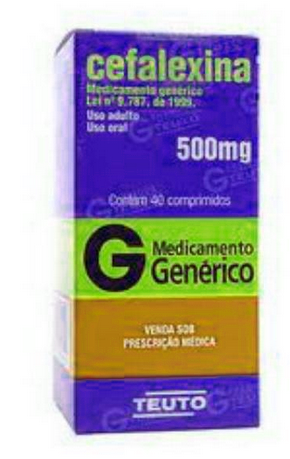 cefalexina
Medicamento genérico
Lei nº 9.787, de 1999.
Uso adulto
Uso oral
500mg
Contém 40 comprimidos
G Medicamento
Genérico
VENDA SOB
PRESCRIÇÃO MÉDICA
TEUTO